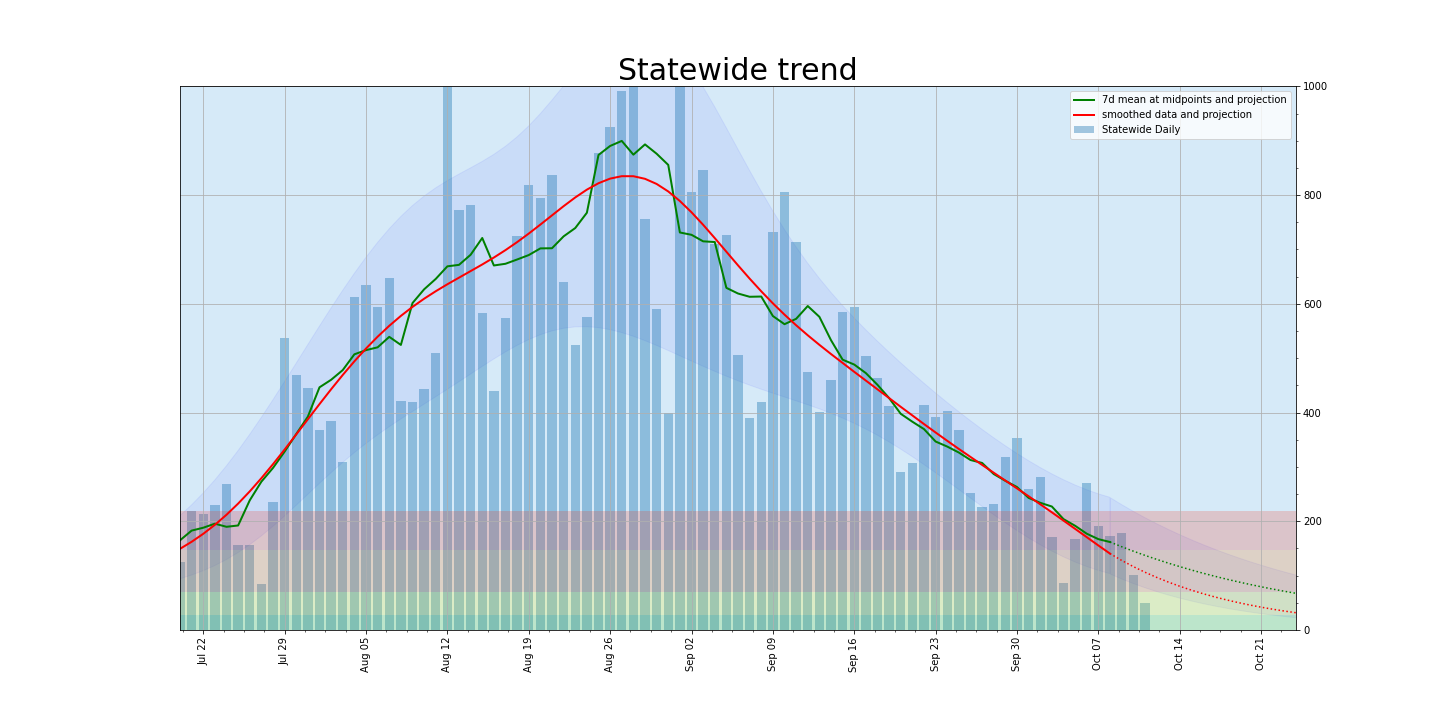 Statewide trend
7d mean at midpoints and projection
smoothed data and projection
Statewide Daily
1000
800
600
400
200
0
Jul 22
Jul 29
Aug 05
Aug 12
Aug 19
Aug 26
Sep 02
Sep 09
Sep 16
Sep 23
Sep 30
Oct 07
Oct 14
Oct 21